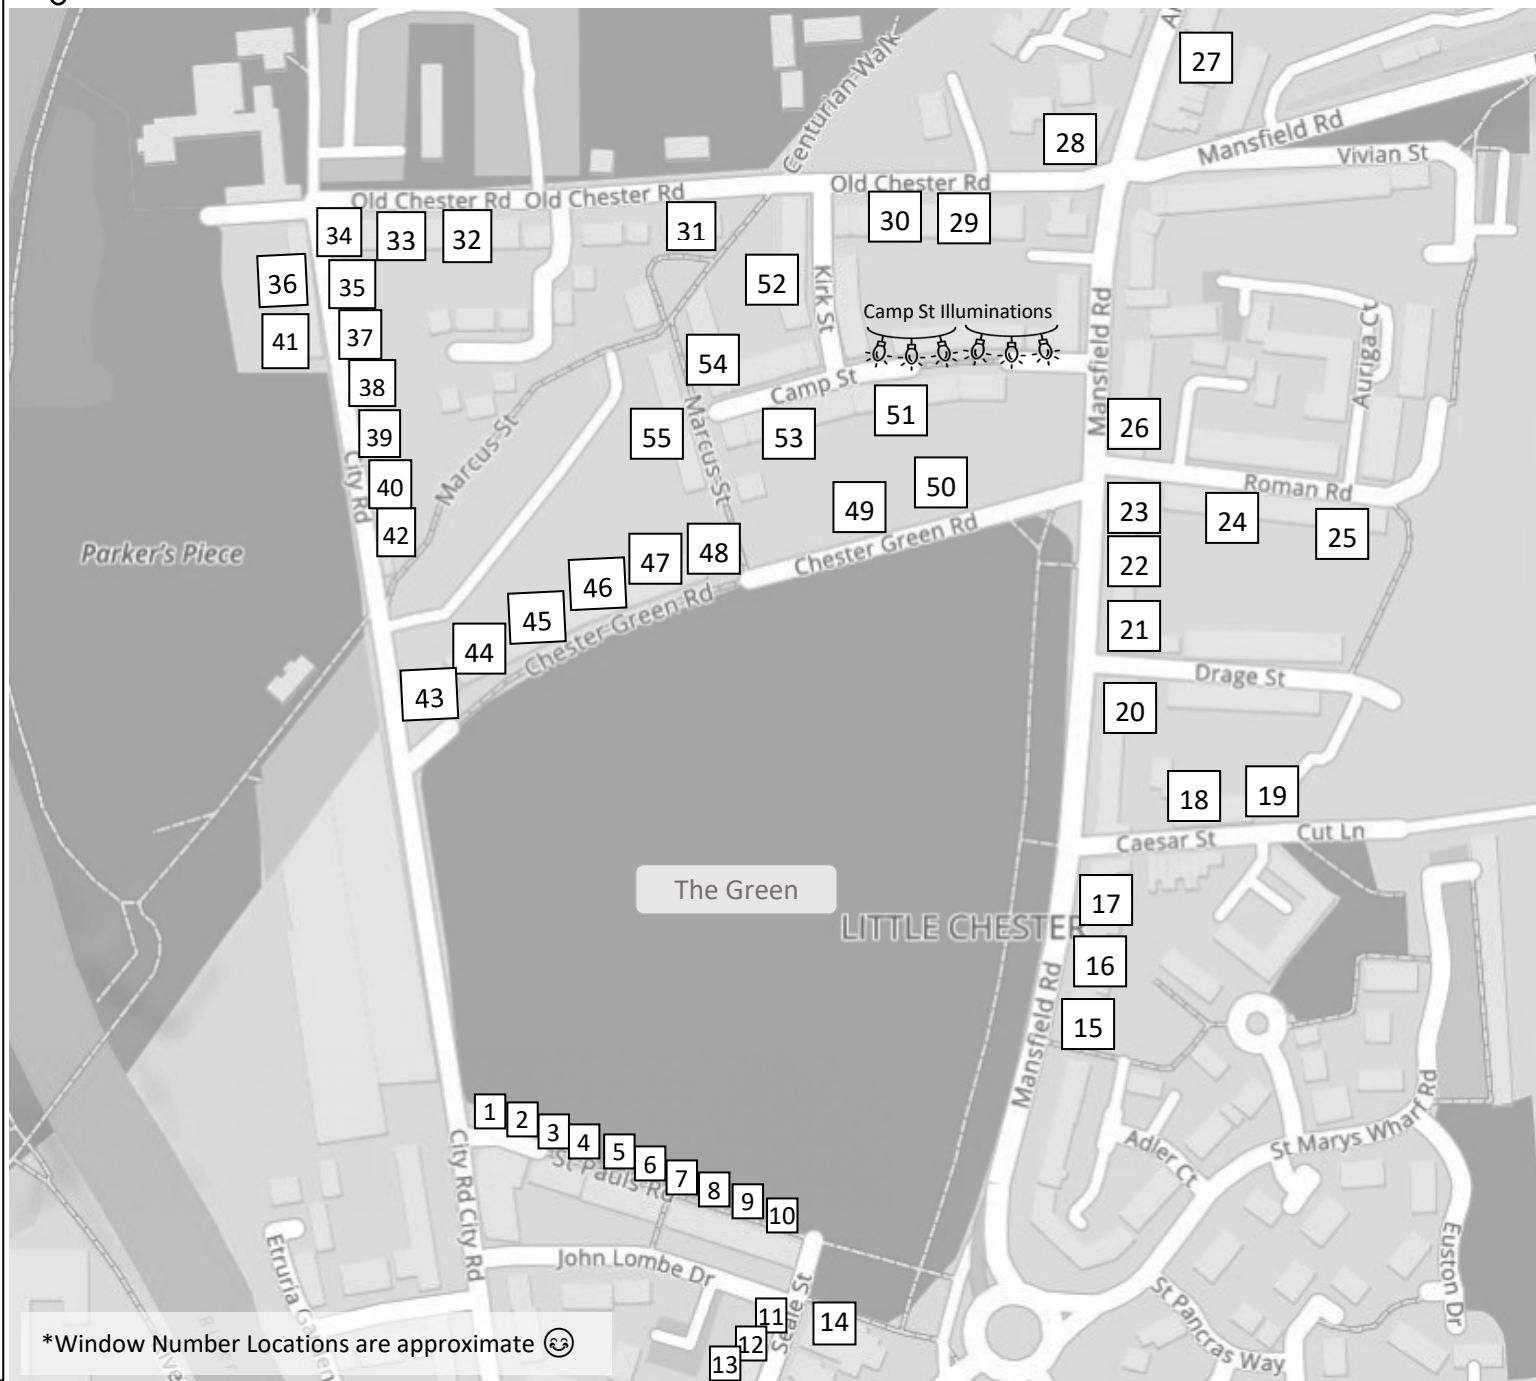 27
Centurian Walk
28
Mansfield Rd
Vivian St
Old Chester Rd
Old Chester Rd
Old Chester Rd
34
33
32
31
30
29
36
35
52
Kirk St
Camp St Illuminations
Mansfield Rd
Auriga Ct
41
37
54
38
Camp St
39
55
Marcus St
53
51
26
City Rd
Marcus St
40
50
Roman Rd
42
49
23
24
25
Parker's Piece
Chester Green Rd
48
47
22
46
45
Chester Green Rd
21
44
43
Drage St
20
18
19
Caesar St
Cut Ln
The Green
LITTLE CHESTER
17
16
Mansfield Rd
15
1
2
3
4
5
6
7
8
9
10
St Pauls Rd
City Rd
City Rd
Adler Ct
St Marys Wharf Rd
John Lombe Dr
Euston Dr
St Pancras Way
11
12
13
14
*Window Number Locations are approximate 😊